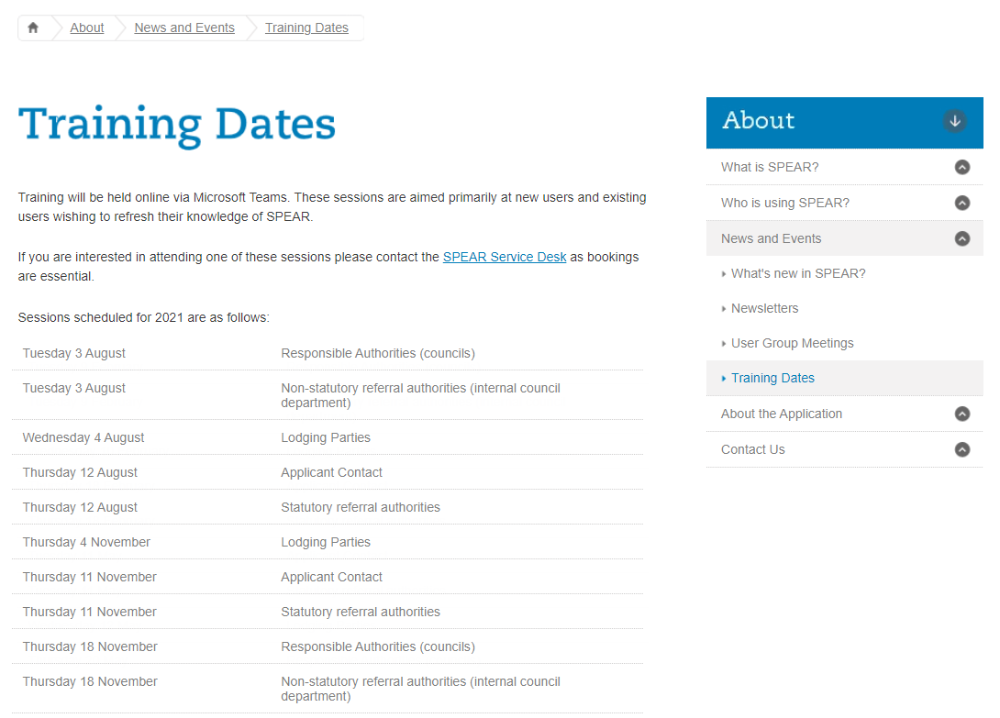 About
News and Events
Training Dates
Training Dates
Training will be held online via Microsoft Teams. These sessions are aimed primarily at new users and existing
users wishing to refresh their knowledge of SPEAR.
If you are interested in attending one of these sessions please contact the SPEAR Service Desk as bookings
are essential.
Sessions scheduled for 2021 are as follows:
Tuesday 3 August
Responsible Authorities (councils)
Tuesday 3 August
Non-statutory referral authorities (internal council
department)
Wednesday 4 August
Lodging Parties
Thursday 12 August
Applicant Contact
Thursday 12 August
Statutory referral authorities
Thursday 4 November
Lodging Parties
Thursday 11 November
Applicant Contact
Thursday 11 November
Statutory referral authorities
Thursday 18 November
Responsible Authorities (councils)
Thursday 18 November
Non-statutory referral authorities (internal council
department)
About
What is SPEAR?
Who is using SPEAR?
News and Events
What's new in SPEAR?
Newsletters
User Group Meetings
Training Dates
About the Application
Contact Us